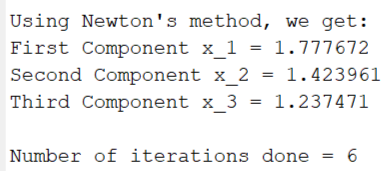 Using Newton's method, we get:
First Component x_1 = 1.777672
Second Component x_2 = 1.423961
Third Component x_3 = 1.237471
Number of iterations done = 6